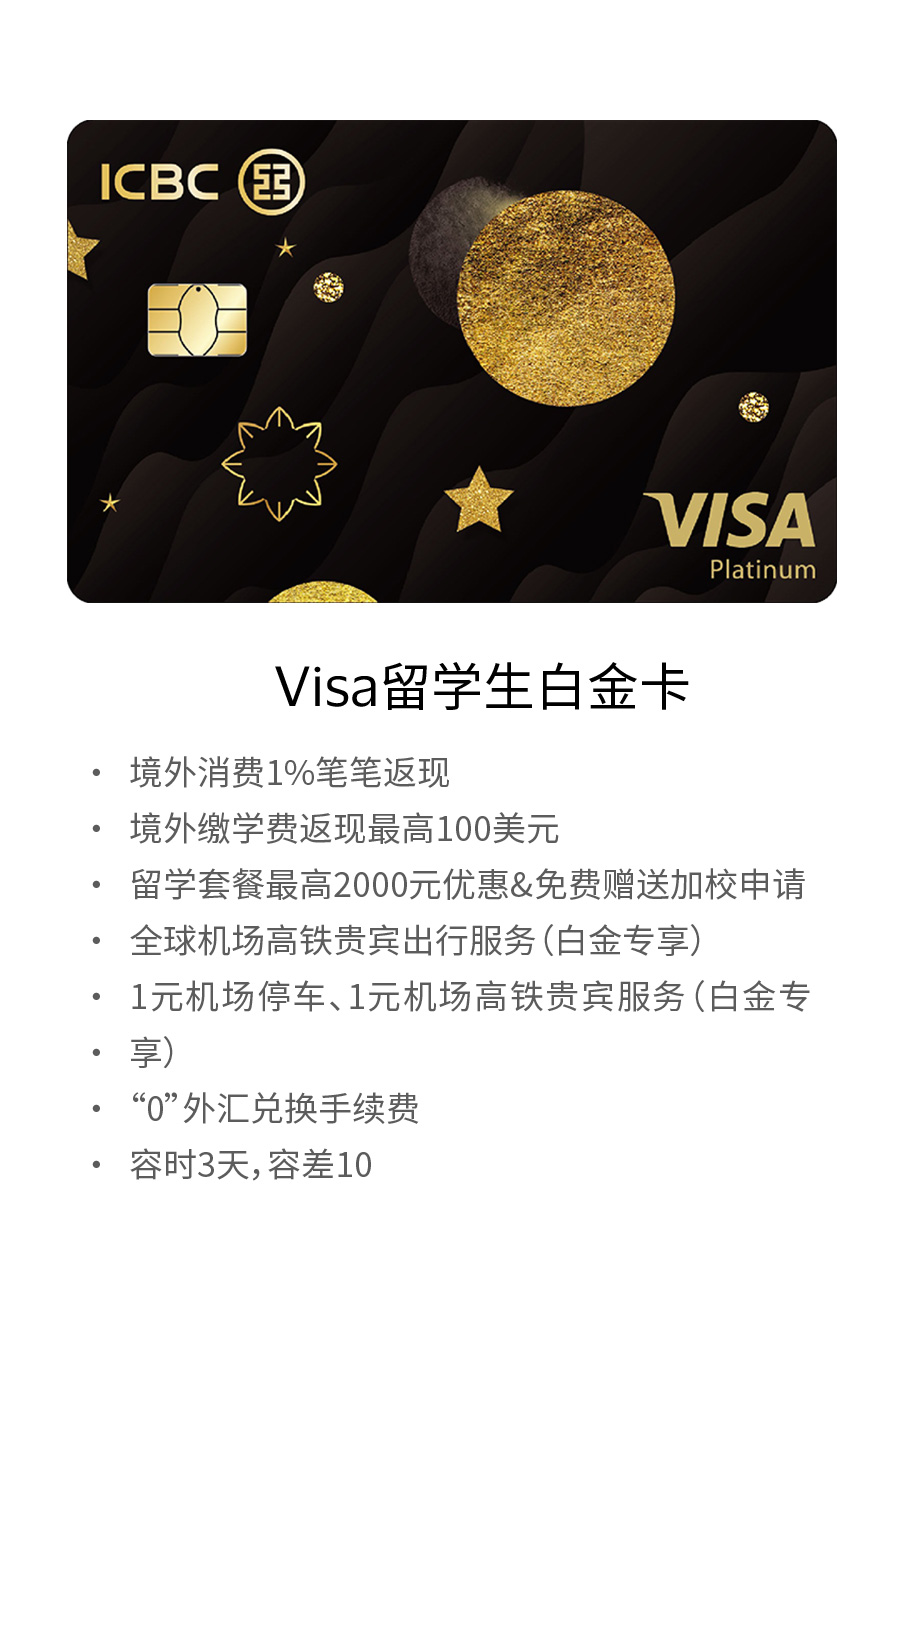 ICBC
VISA
Platinum
Visa留学生白金卡
• 境外消费1%笔笔返现
• 境外缴学费返现最高100美元
• 留学套餐最高2000元优惠&免费赠送加校申请
• 全球机场高铁贵宾出行服务（白金专享）
• 1元机场停车、1元机场高铁贵宾服务（白金专
• 享）
• “0”外汇兑换手续费
• 容时3天，容差10